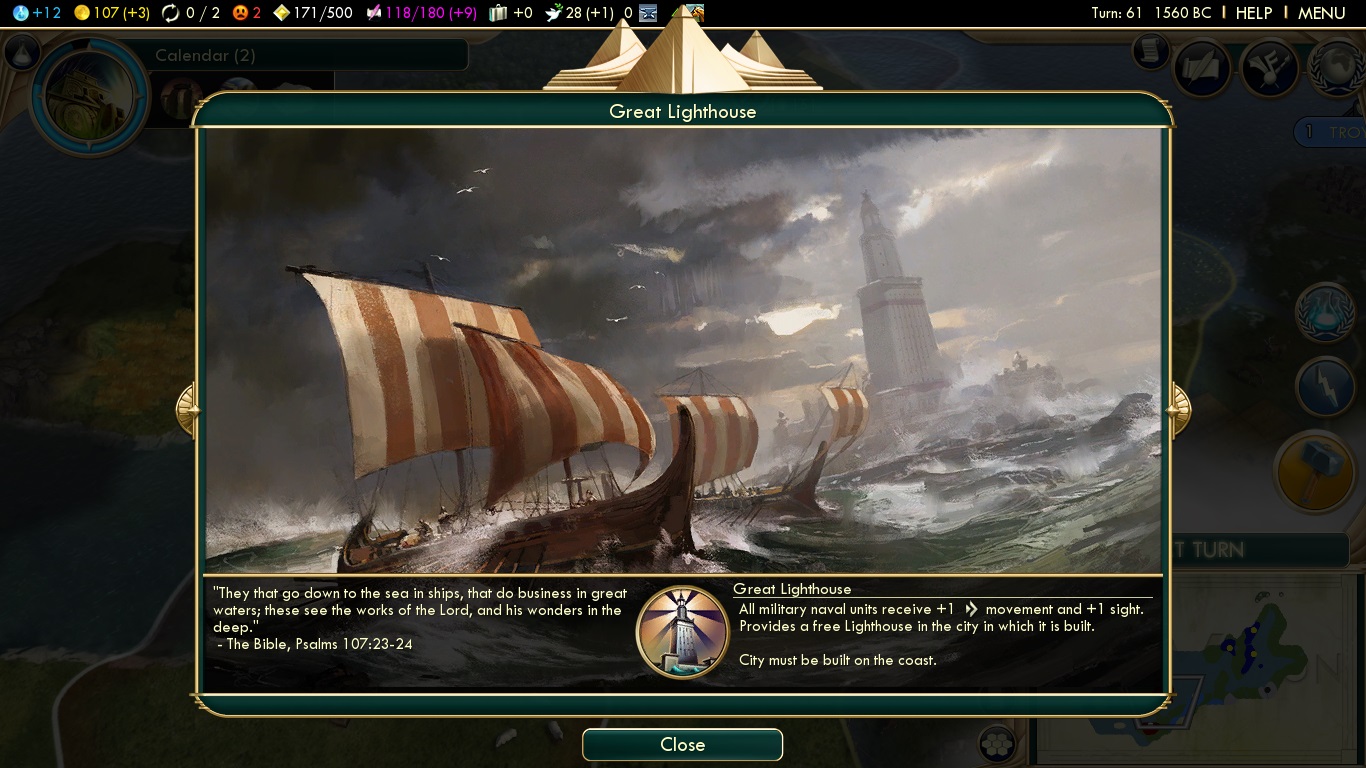 +12 107 (+3) 0 / 2 2 171/500 118/180 (+9) +0 28 (+1) 0 Turn: 61 1560 BC HELP MENU
Calendar (2)
Great Lighthouse
1
"They that go down to the sea in ships, that do business in great
waters; these see the works of the Lord, and his wonders in the
deep."
- The Bible, Psalms 107:23-24
Great Lighthouse
All military naval units receive +1 movement and +1 sight.
Provides a free Lighthouse in the city in which it is built.
City must be built on the coast.
T TURN
N
Close